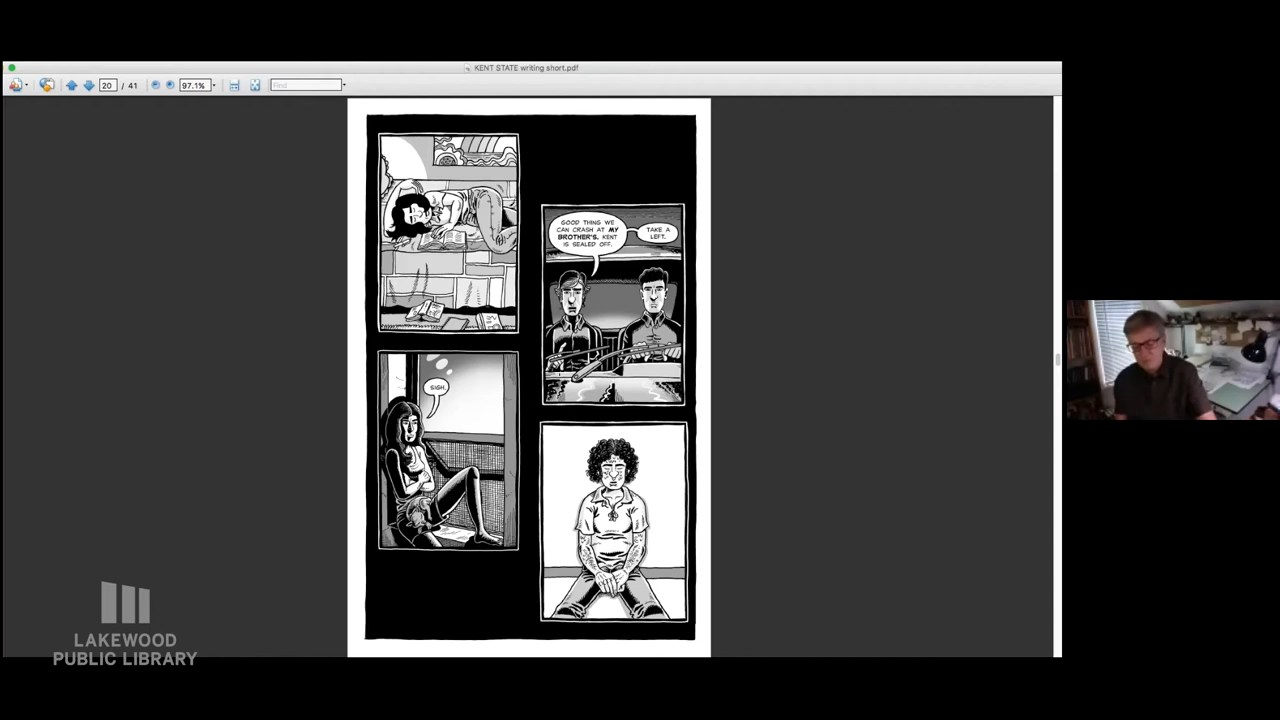 KENT STATE writing short.pdf
20 / 41
97.1%
Find
GOOD THING WE
CAN CRASH AT MY
BROTHER'S. KENT
IS SEALED OFF.
TAKE A
LEFT.
SIGH.
LAKEWOOD
PUBLIC LIBRARY